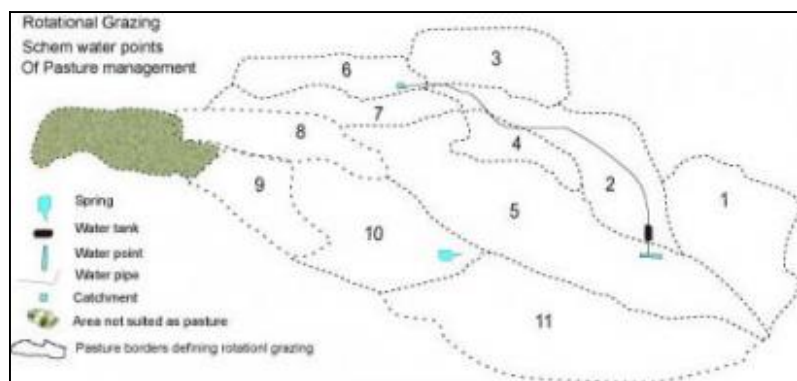 Rotational Grazing
Schem water points
Of Pasture management
6
3
7
8
4
2
1
9
5
10
11
Spring
Water tank
Water point
Water pipe
Catchment
Area not suited as pasture
Pasture borders defining rotationl grazing